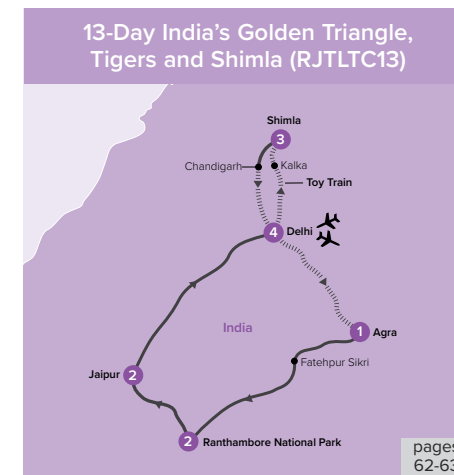 13-Day India's Golden Triangle,
Tigers and Shimla (RJTLTC13)
Shimla
3
Chandigarh
Kalka
Toy Train
4 Delhi
India
1 Agra
Fatehpur Sikri
Jaipur 2
2 Ranthambore National Park
62-63